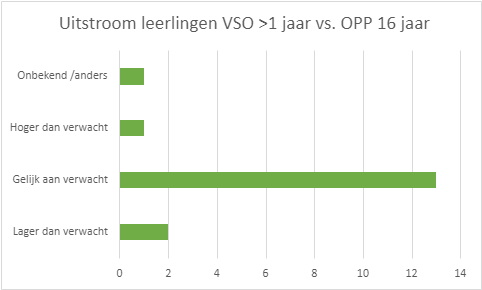 Uitstroom leerlingen VSO >1 jaar vs. OPP 16 jaar
Onbekend /anders
Hoger dan verwacht
Gelijk aan verwacht
Lager dan verwacht
0 2 4 6 8 10 12 14